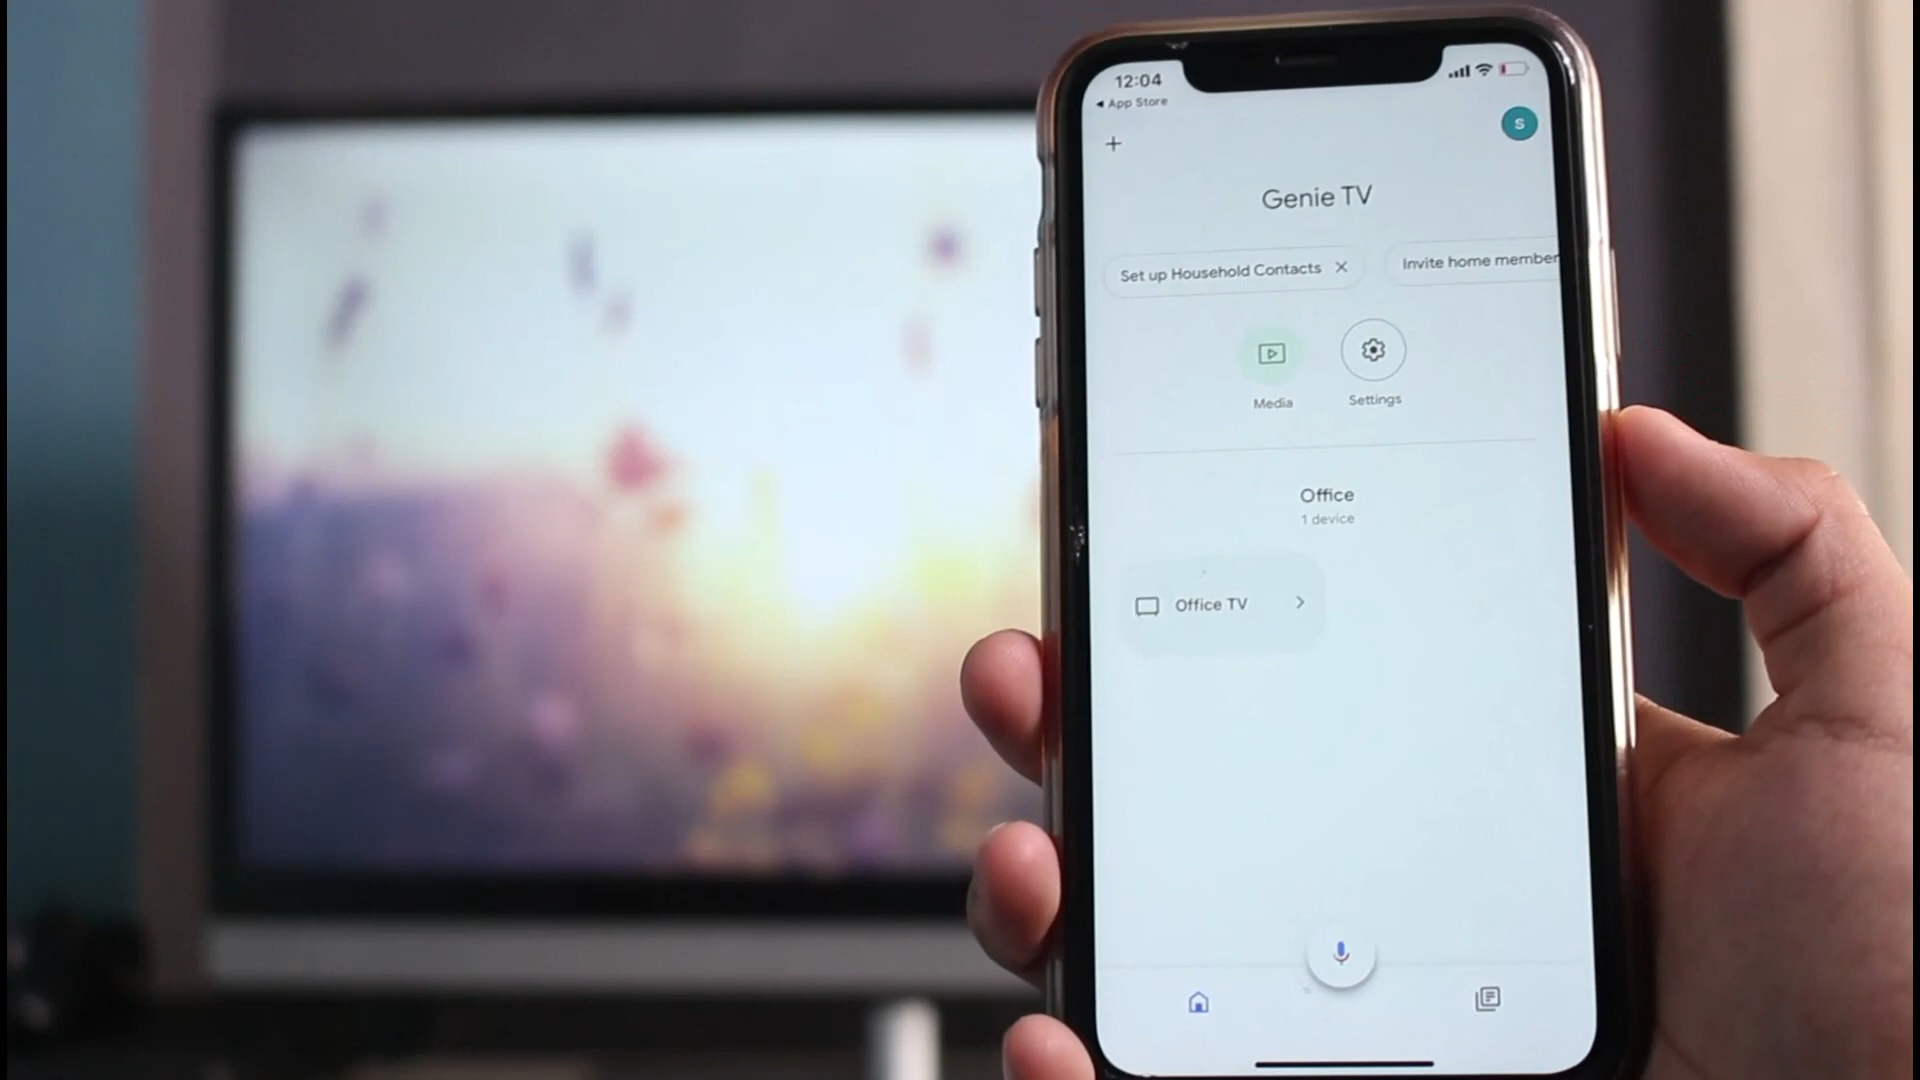 12:04
App Store
S
Genie TV
Set up Household Contacts
Invite home member
Media
Settings
Office
1 device
Office TV